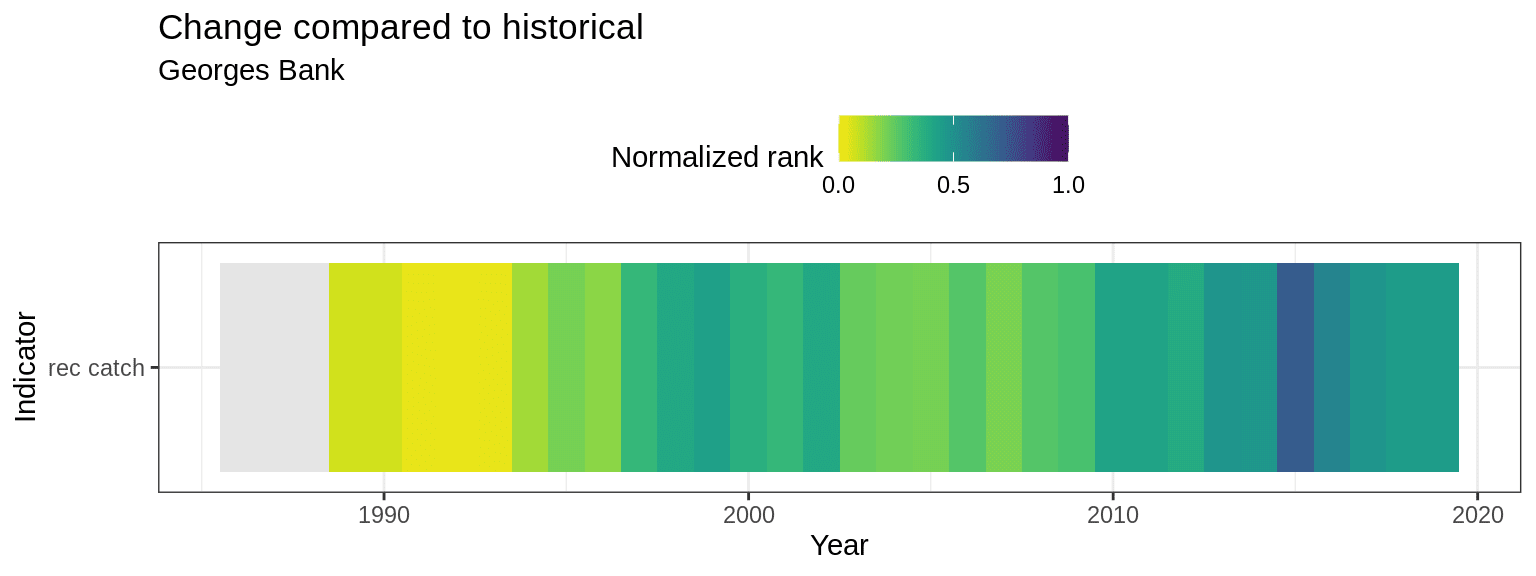 Change compared to historical
Georges Bank
Normalized rank
0.0 0.5 1.0
Indicator
rec catch
1990 2000 2010 2020
Year